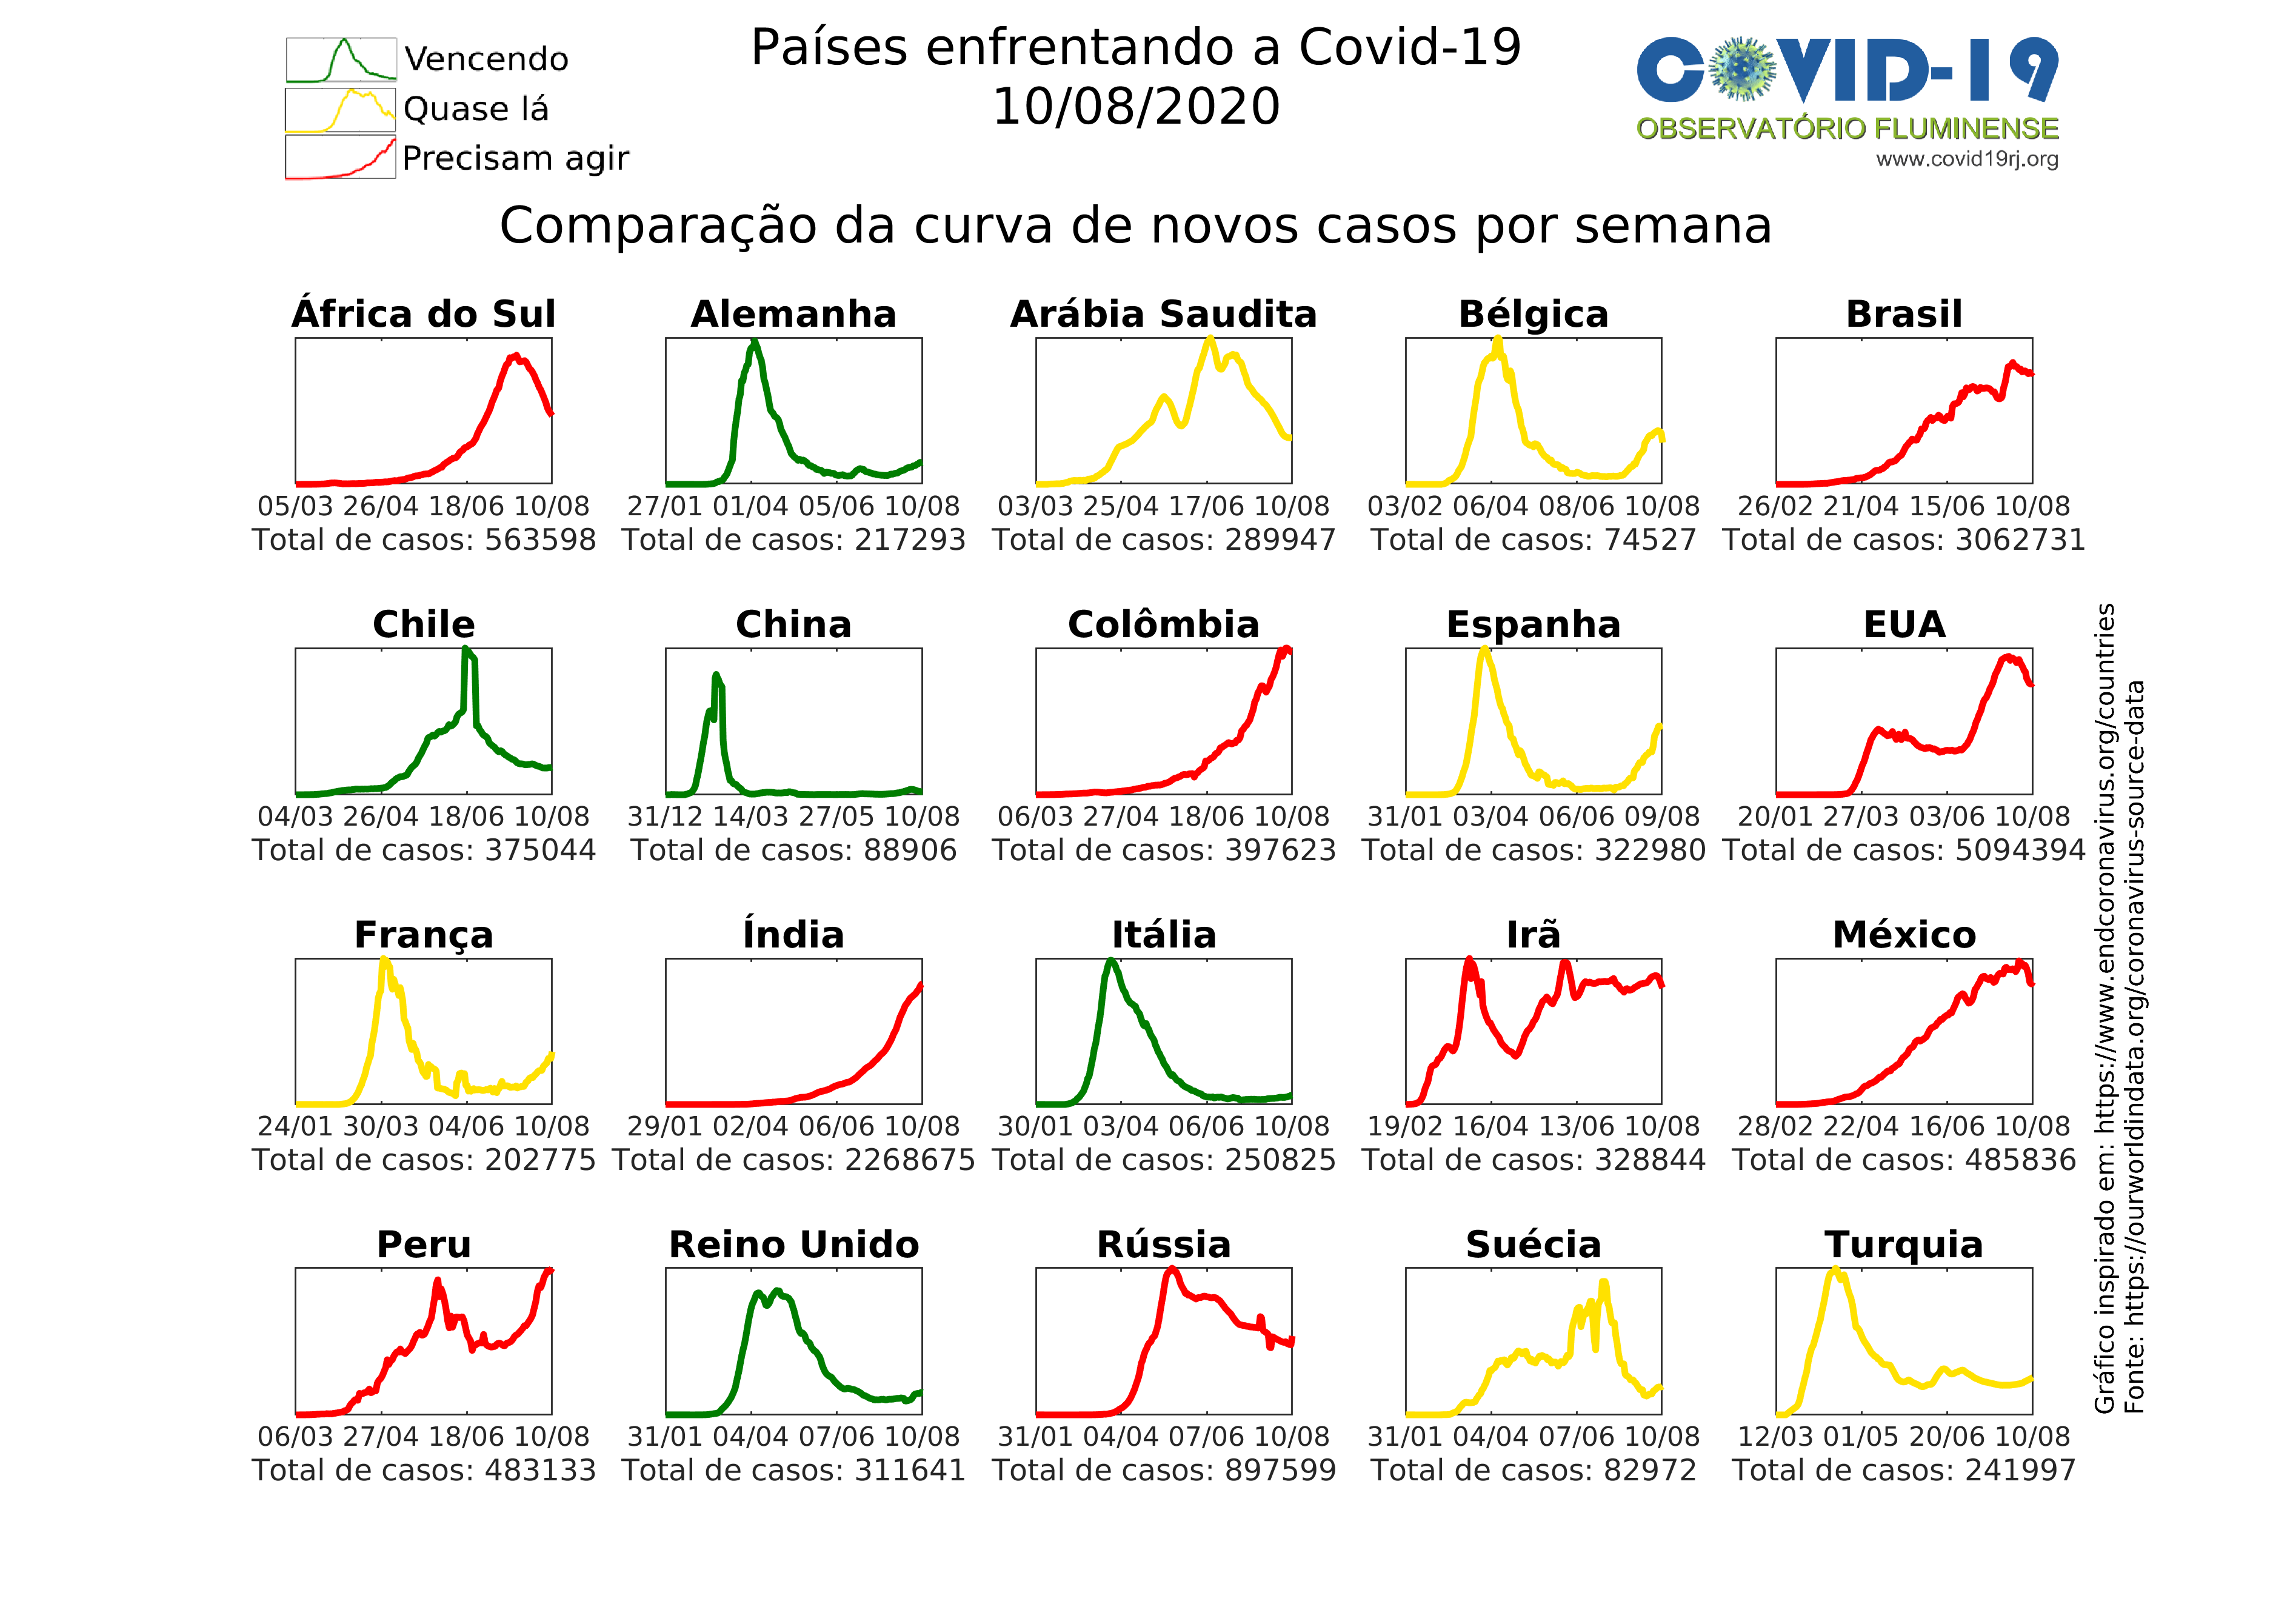 Vencendo
Quase lá
Precisam agir
Países enfrentando a Covid-19
10/08/2020
COVID-19
OBSERVATÓRIO FLUMINENSE
www.covid19rj.org
Comparação da curva de novos casos por semana
África do Sul
05/03 26/04 18/06 10/08
Total de casos: 563598
Alemanha
27/01 01/04 05/06 10/08
Total de casos: 217293
Arábia Saudita
03/03 25/04 17/06 10/08
Total de casos: 289947
Bélgica
03/02 06/04 08/06 10/08
Total de casos: 74527
Brasil
26/02 21/04 15/06 10/08
Total de casos: 3062731
Chile
04/03 26/04 18/06 10/08
Total de casos: 375044
China
31/12 14/03 27/05 10/08
Total de casos: 88906
Colômbia
06/03 27/04 18/06 10/08
Total de casos: 397623
Espanha
31/01 03/04 06/06 09/08
Total de casos: 322980
EUA
20/01 27/03 03/06 10/08
Total de casos: 5094394
França
24/01 30/03 04/06 10/08
Total de casos: 202775
Índia
29/01 02/04 06/06 10/08
Total de casos: 2268675
Itália
30/01 03/04 06/06 10/08
Total de casos: 250825
Irã
19/02 16/04 13/06 10/08
Total de casos: 328844
México
28/02 22/04 16/06 10/08
Total de casos: 485836
Peru
06/03 27/04 18/06 10/08
Total de casos: 483133
Reino Unido
31/01 04/04 07/06 10/08
Total de casos: 311641
Rússia
31/01 04/04 07/06 10/08
Total de casos: 897599
Suécia
31/01 04/04 07/06 10/08
Total de casos: 82972
Turquia
12/03 01/05 20/06 10/08
Total de casos: 241997
Gráfico inspirado em: https://www.endcoronavirus.org/countries
Fonte: https://ourworldindata.org/coronavirus-source-data